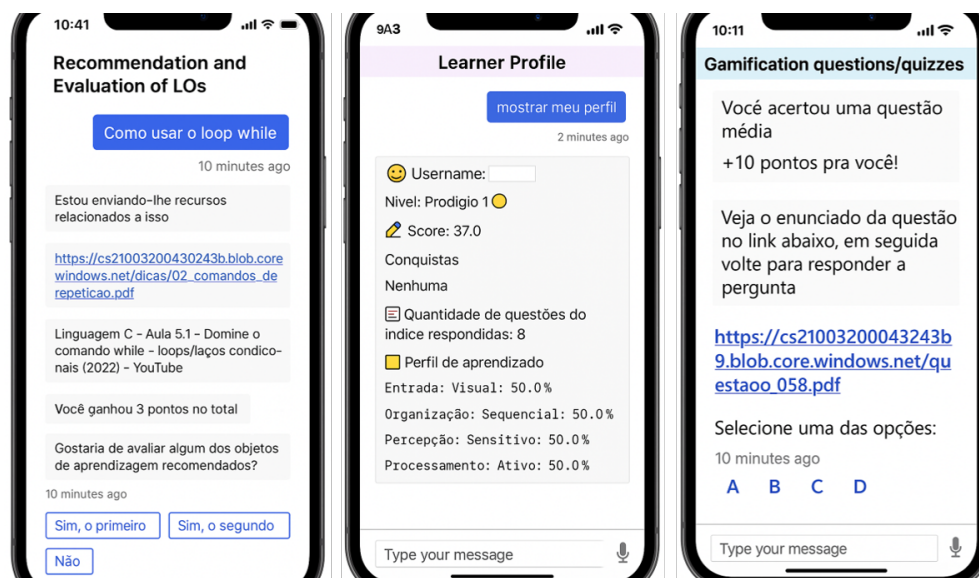 10:41
Recommendation and
Evaluation of LOs
Como usar o loop while
10 minutes ago
Estou enviando-lhe recursos
relacionados a isso
https://cs21003200430243b.blob.core
windows.net/dicas/02_comandos_de
repeticao.pdf
Linguagem C - Aula 5.1 - Domine o
comando while - loops/laços condico-
nais (2022) - YouTube
Você ganhou 3 pontos no total
Gostaria de avaliar algum dos objetos
de aprendizagem recomendados?
10 minutes ago
Sim, o primeiro
Sim, o segundo
Não
9A3
Learner Profile
mostrar meu perfil
2 minutes ago
Username:
Nivel: Prodigio 1
Score: 37.0
Conquistas
Nenhuma
Quantidade de questões do
indice respondidas: 8
Perfil de aprendizado
Entrada: Visual: 50.0%
Organização: Sequencial: 50.0%
Percepção: Sensitivo: 50.0%
Processamento: Ativo: 50.0%
Type your message
10:11
Gamification questions/quizzes
Vocé acertou uma questão
média
+10 pontos pra você!
Veja o enunciado da questão
no link abaixo, em seguida
volte para responder a
pergunta
https://cs21003200043243b
9.blob.core.windows.net/qu
estaoo_058.pdf
Selecione uma das opções:
10 minutes ago
A B C D
Type your message